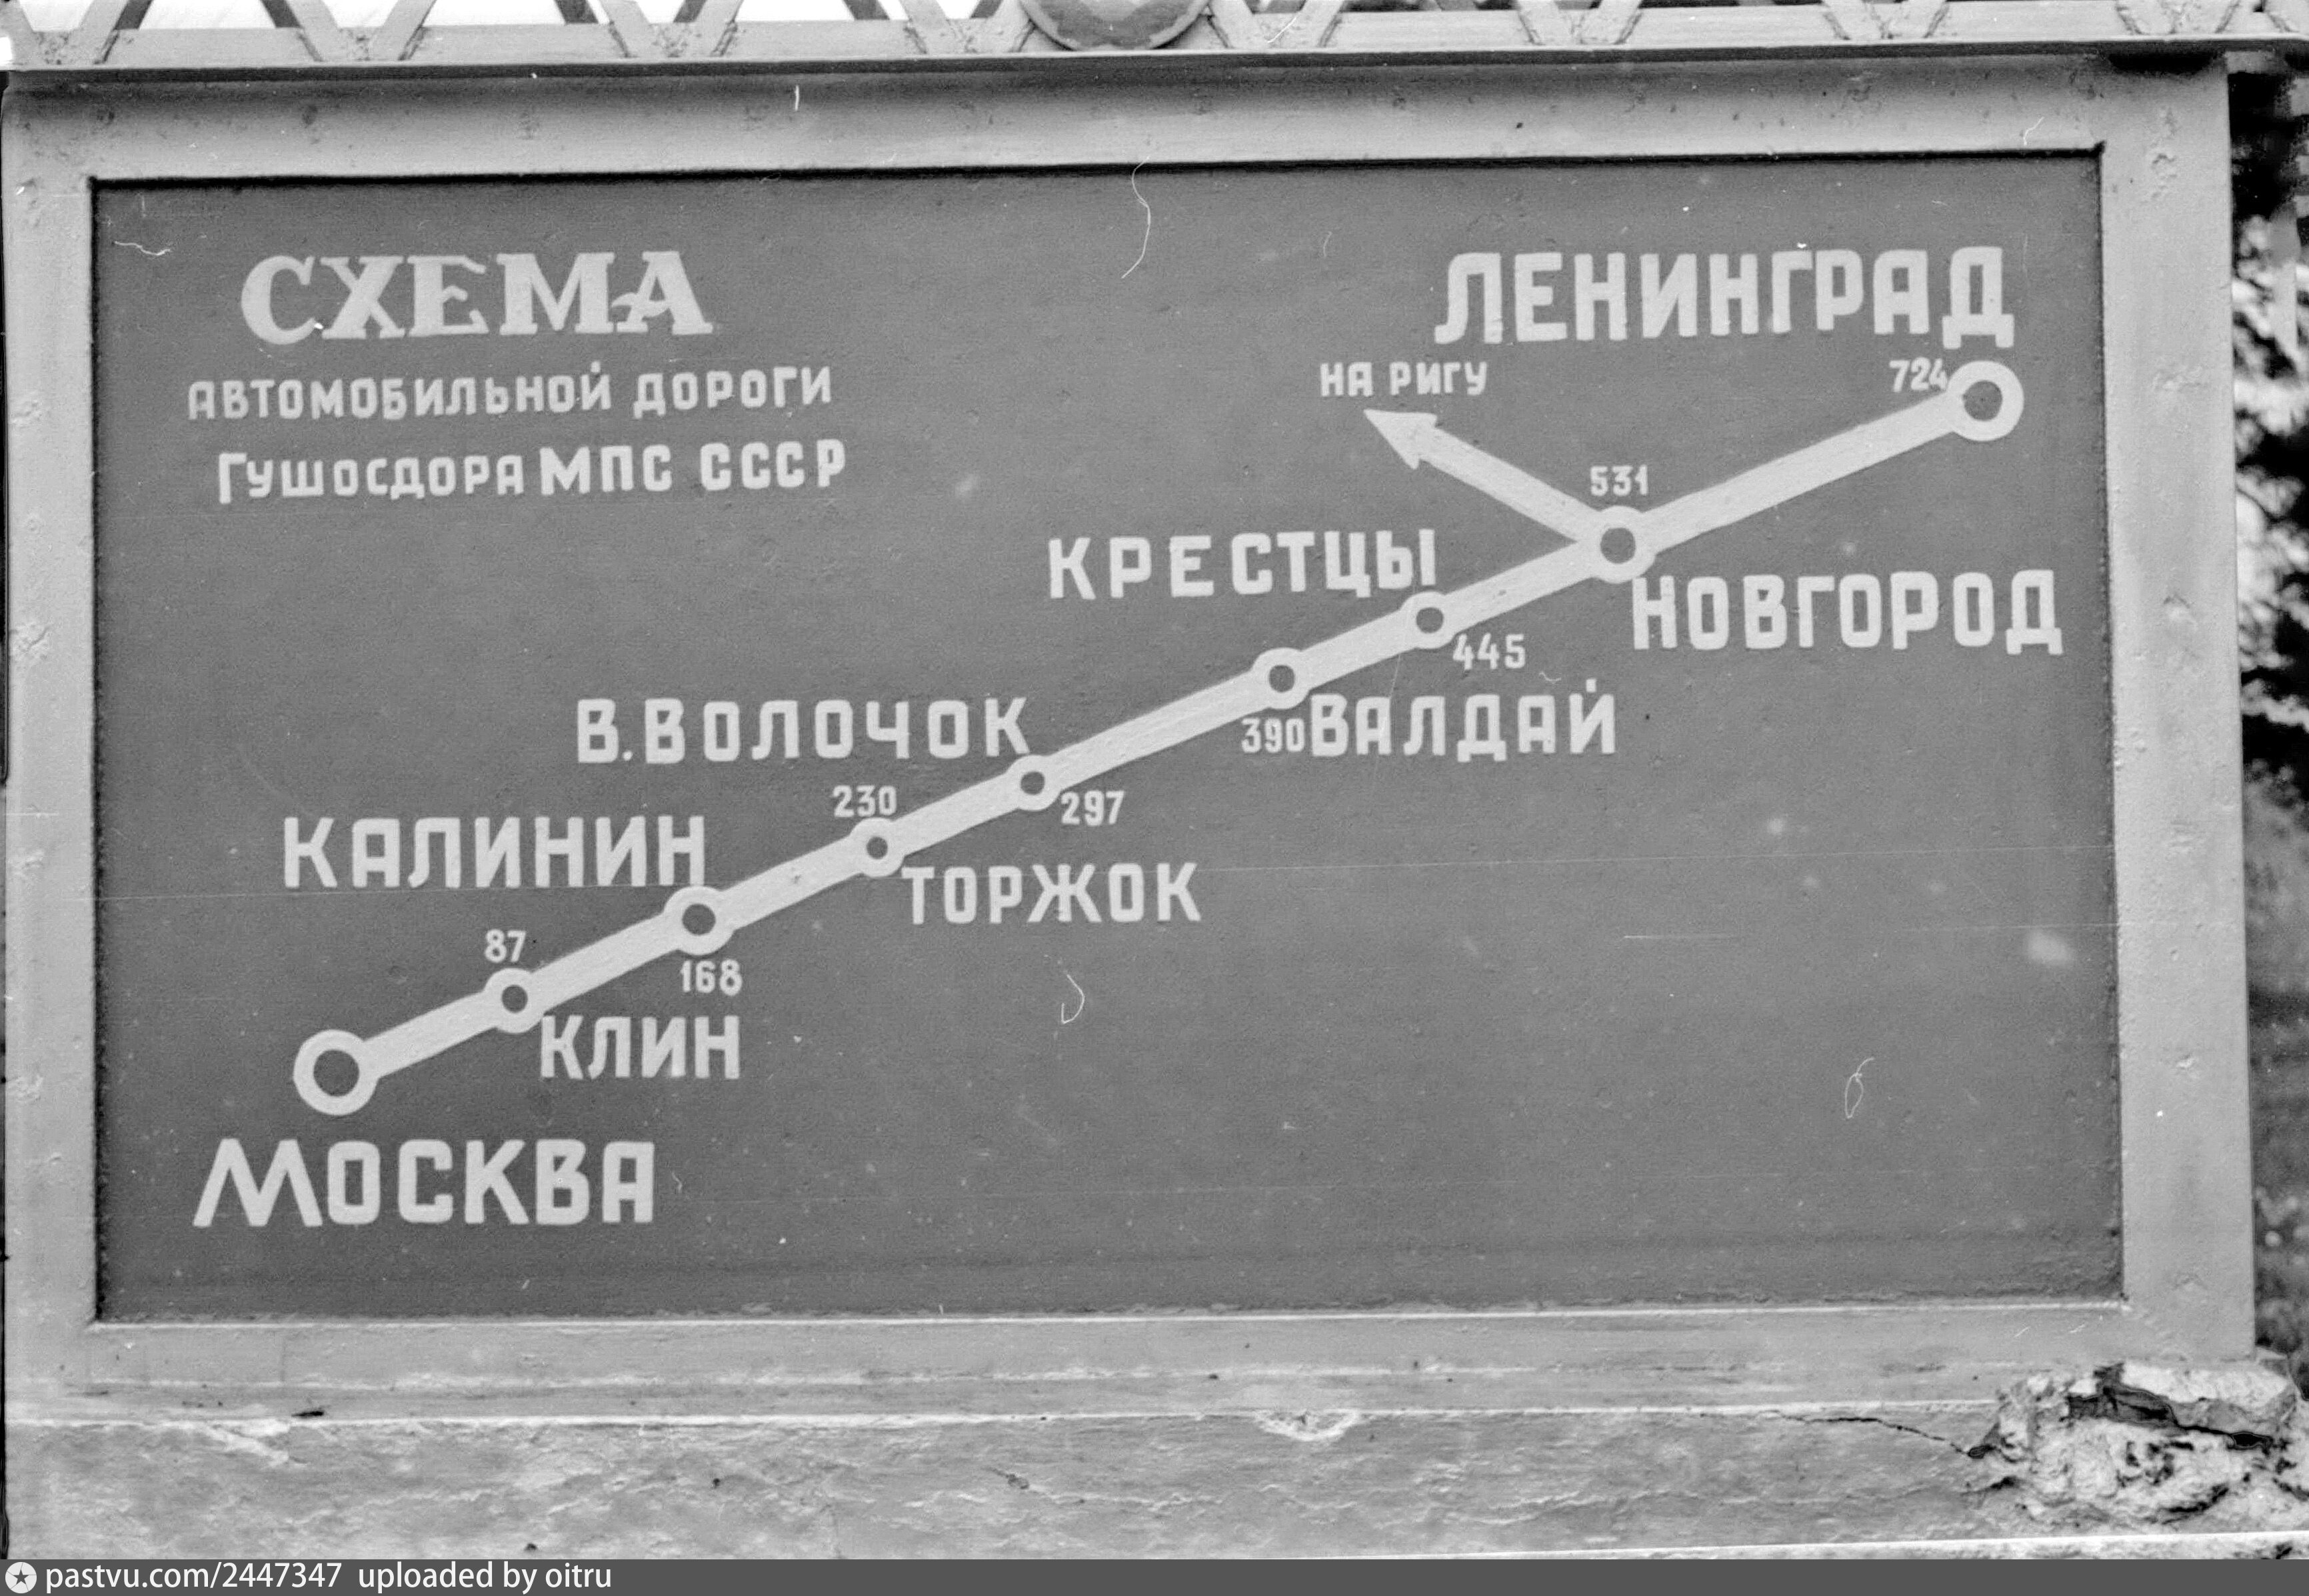 СХЕМА
АВТОМОБИЛЬНОЙ ДОРОГИ
ГУШОСДОРА МПС СССР
ЛЕНИНГРАД
724
НА РИГУ
531
НОВГОРОД
КРЕСТЦЫ
445
390 ВАЛДАЙ
В.ВОЛОЧОК
297
230
ТОРЖОК
КАЛИНИН
168
87
КЛИН
МОСКВА
pastvu.com/2447347 uploaded by oitru